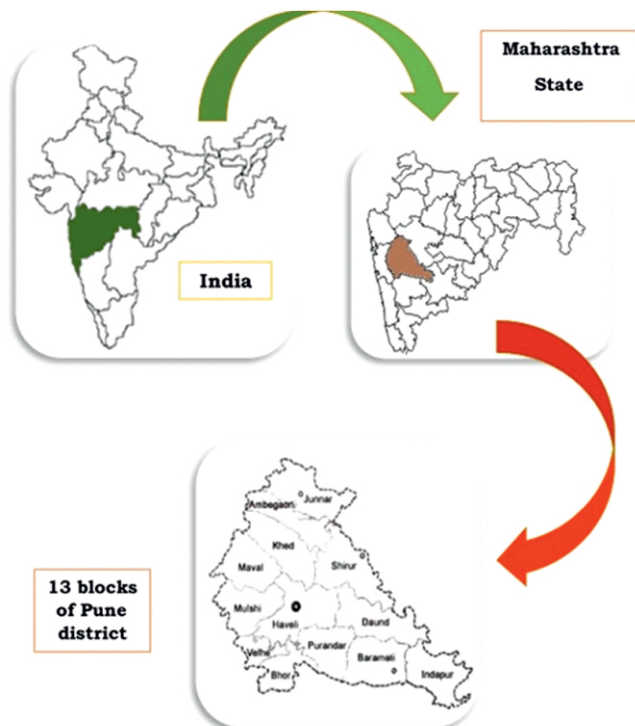 Maharashtra
State
India
Junnar
Ambegaon
Khed
Shirur
Maval
Mulshi
Haveli
Daund
Velhe
Purandar
Baramati
Bhor
Indapur
13 blocks
of Pune
district